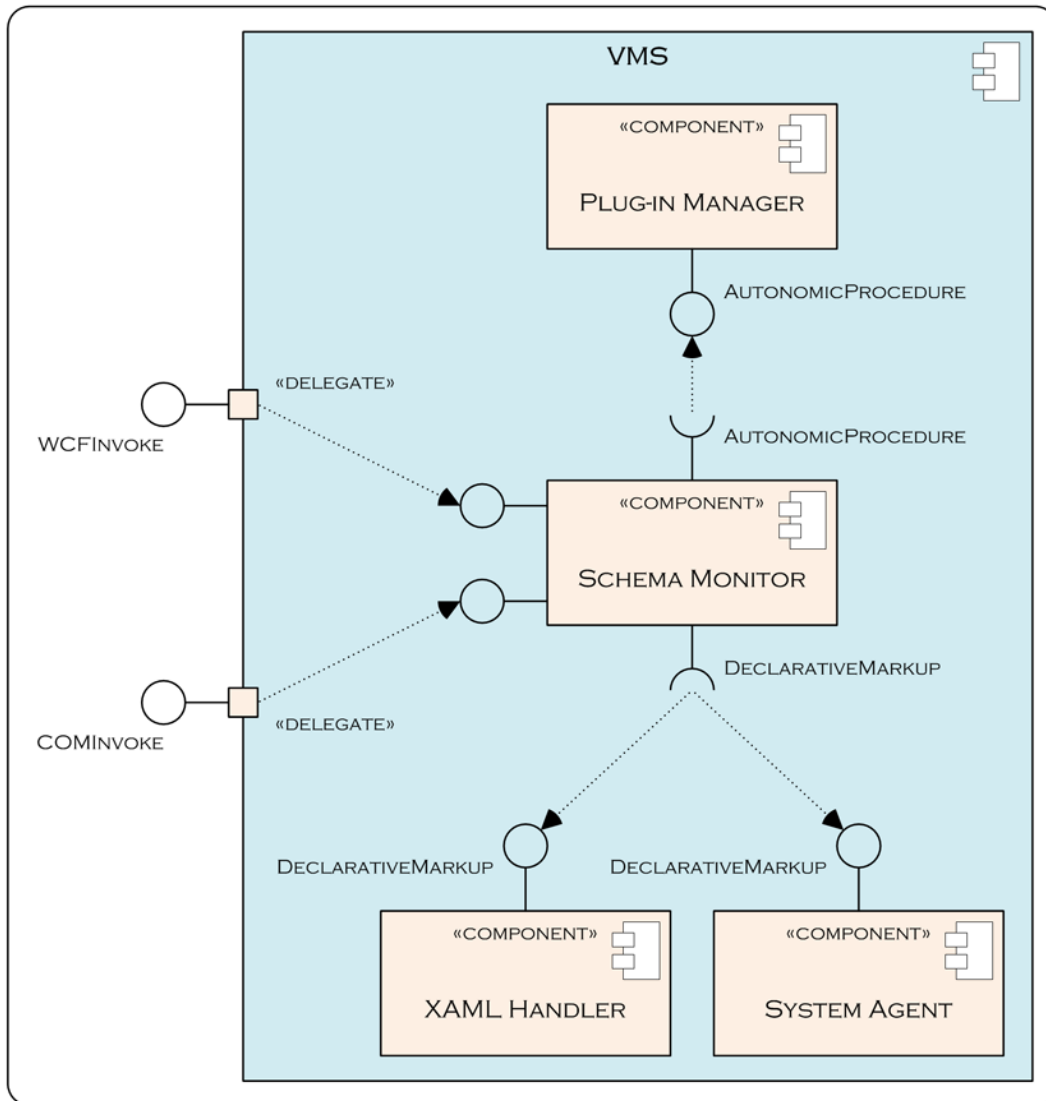 VMS
«COMPONENT»
PLUG-IN MANAGER
AUTONOMICPROCEDURE
«DELEGATE»
WCFINVOKE
AUTONOMICPROCEDURE
«COMPONENT»
SCHEMA MONITOR
DECLARATIVEMARKUP
«DELEGATE»
COMINVOKE
DECLARATIVEMARKUP
DECLARATIVEMARKUP
«COMPONENT»
XAML HANDLER
«COMPONENT»
SYSTEM AGENT